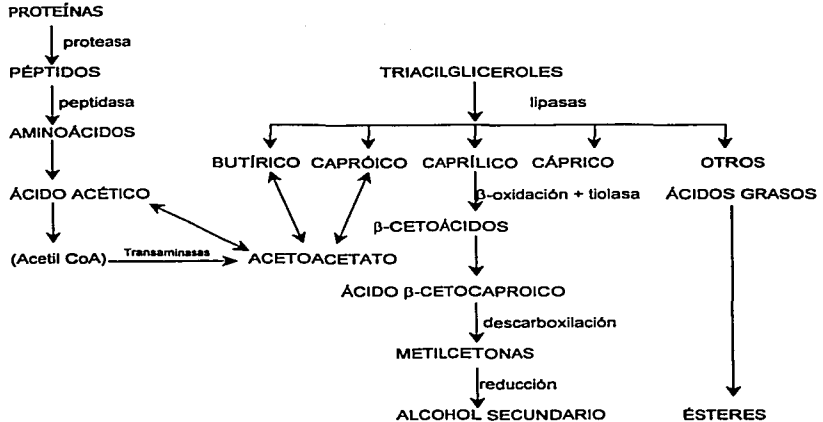 PROTEÍNAS
proteasa
PÉPTIDOS
TRIACILGLICEROLES
peptidasa
lipasas
AMINOÁCIDOS
BUTÍRICO CAPRÓICO CAPRÍLICO CÁPRICO OTROS
ÁCIDO ACÉTICO
β-oxidación + tiolasa
ÁCIDOS GRASOS
β-CETOÁCIDOS
(Acetil CoA)
Transaminasas
ACETOACETATO
ÁCIDO β-CETOCAPROICO
descarboxilación
METILCETONAS
reducción
ALCOHOL SECUNDARIO
ÉSTERES